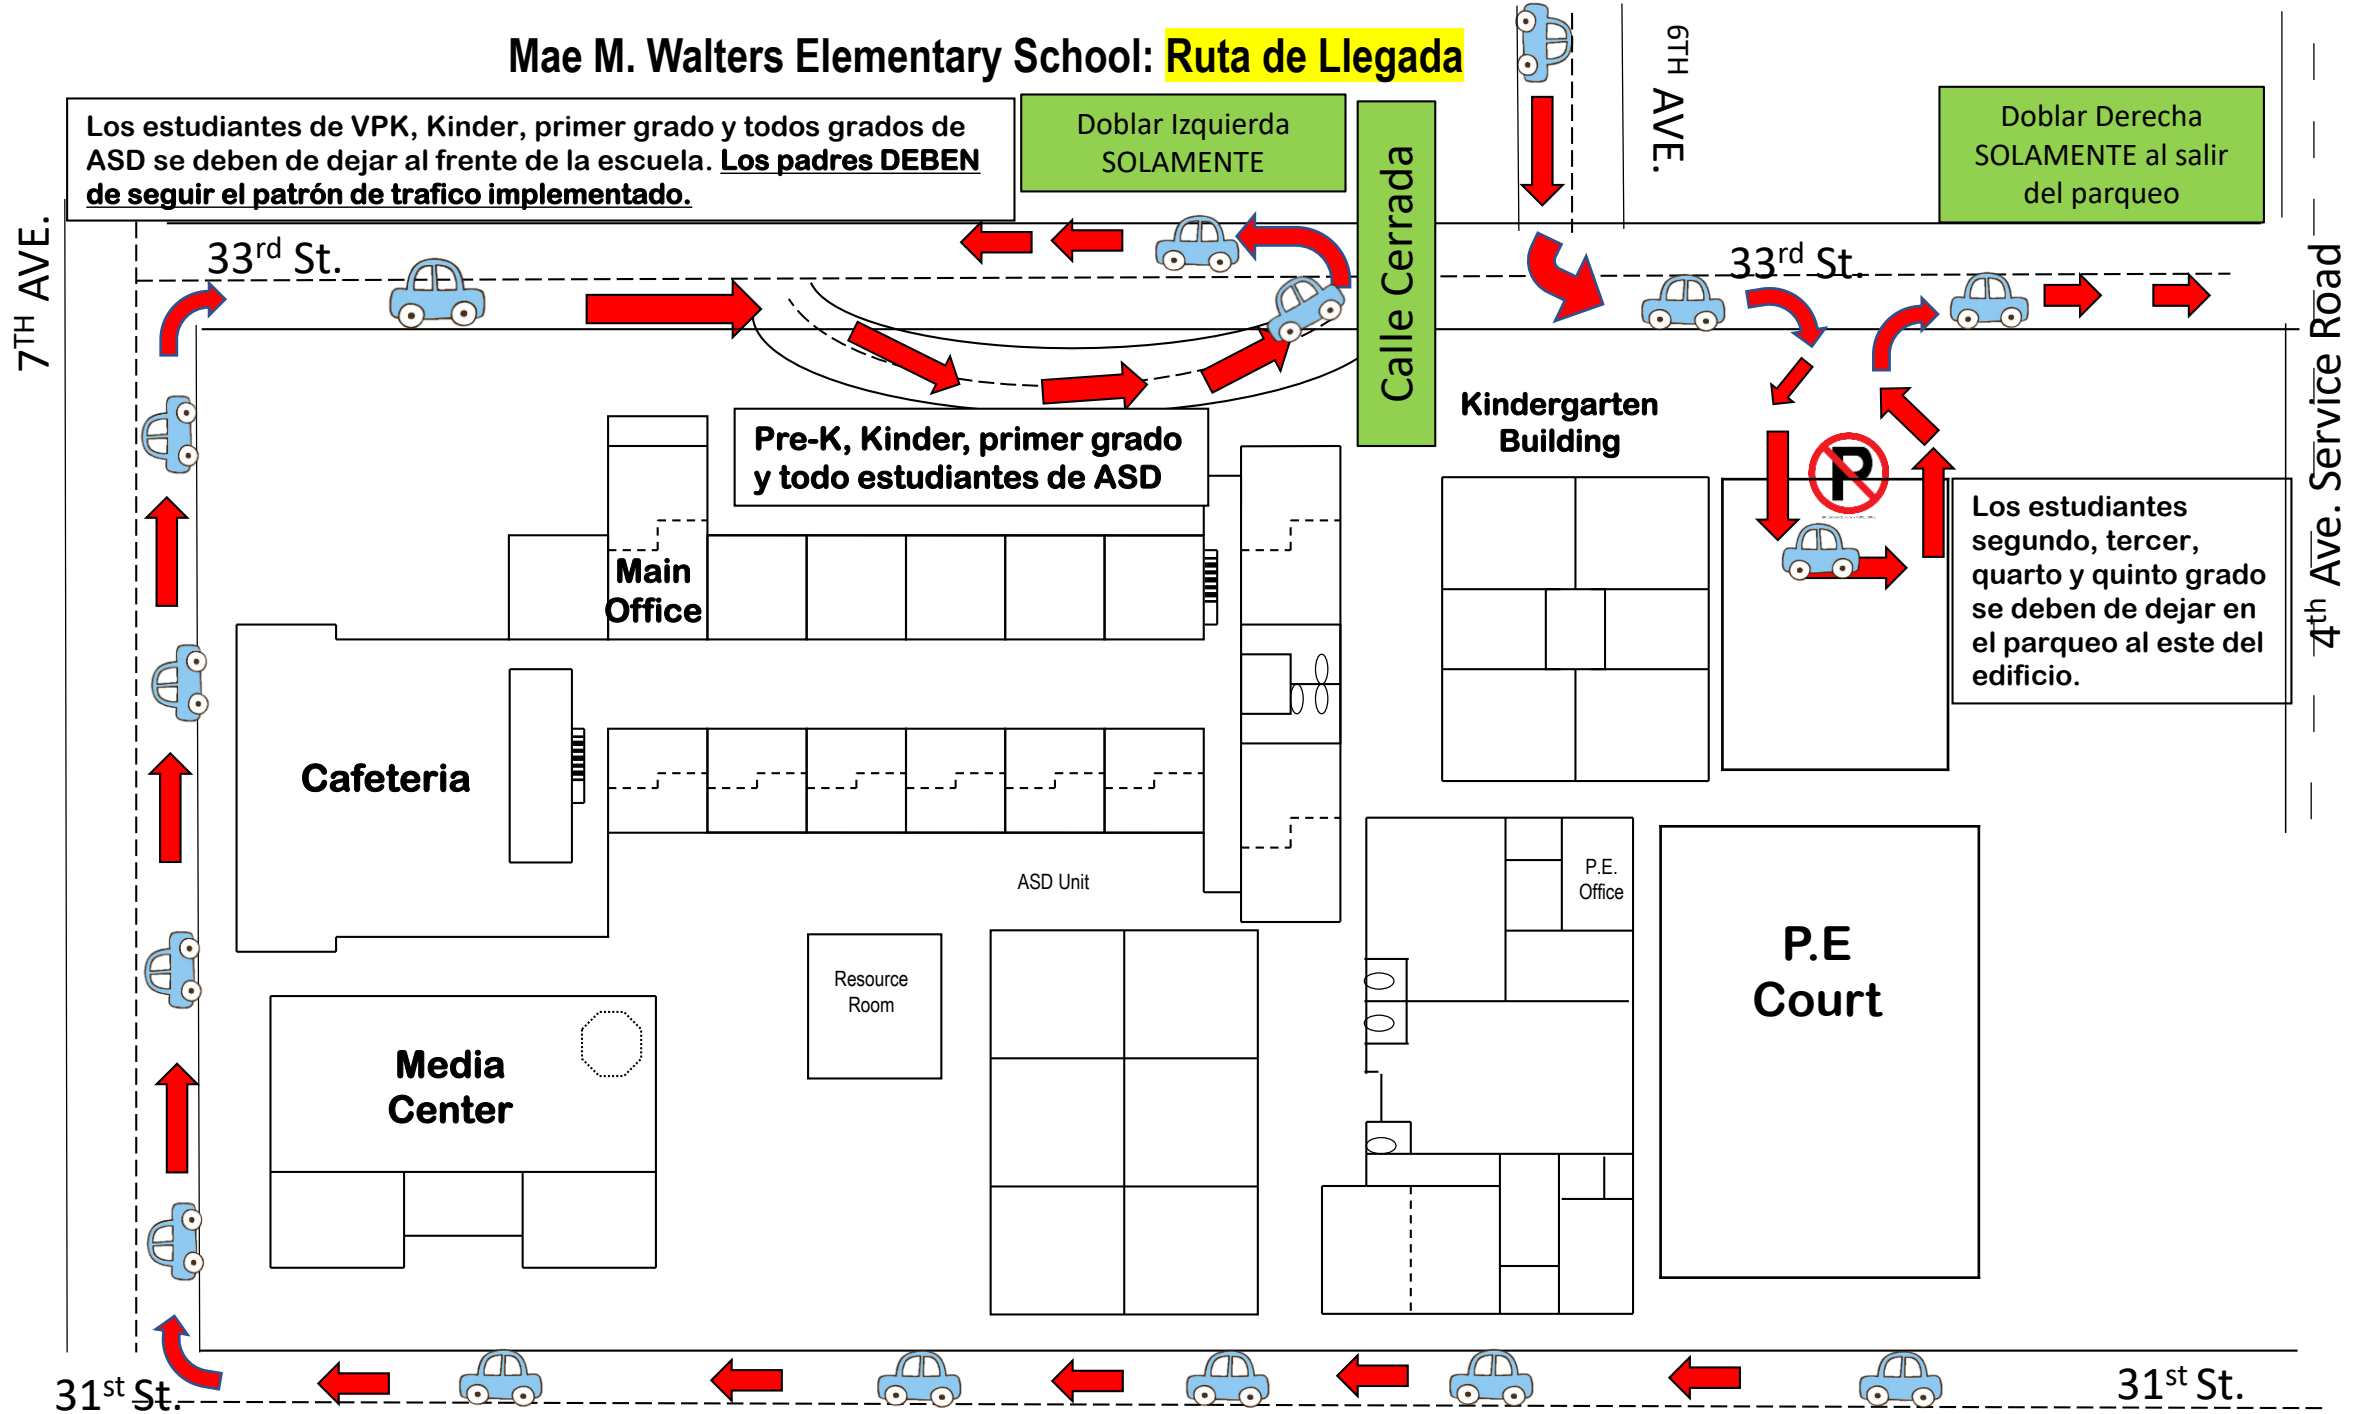 Mae M. Walters Elementary School: Ruta de Llegada
Los estudiantes de VPK, Kinder, primer grado y todos grados de
ASD se deben de dejar al frente de la escuela. Los padres DEBEN
de seguir el patrón de trafico implementado.
Doblar Izquierda
SOLAMENTE
Calle Cerrada
6TH AVE.
Doblar Derecha
SOLAMENTE al salir
del parqueo
7TH AVE.
33rd St.
33rd St.
4th Ave. Service Road
Pre-K, Kinder, primer grado
y todo estudiantes de ASD
Kindergarten
Building
P
Los estudiantes
segundo, tercer,
quarto y quinto grado
se deben de dejar en
el parqueo al este del
edificio.
Main
Office
Cafeteria
ASD Unit
P.E.
Office
Resource
Room
P.E
Court
Media
Center
31st St.
31st St.